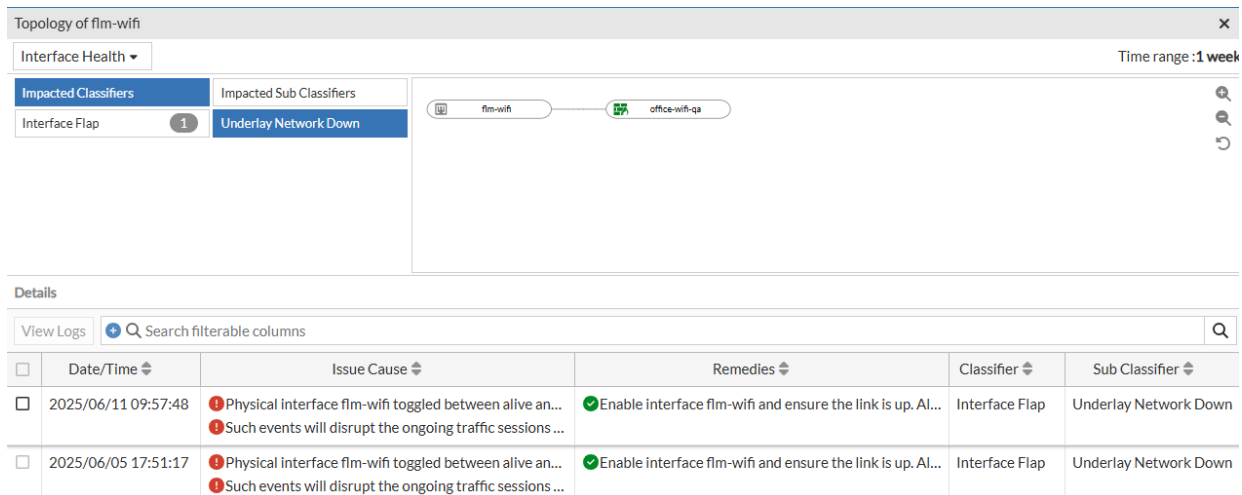 Topology of flm-wifi
Interface Health
Time range :1 week
Impacted Classifiers
Impacted Sub Classifiers
Interface Flap 1
Underlay Network Down
flm-wifi
office-wifi-qa
Details
View Logs
Search filterable columns
Date/Time Issue Cause Remedies Classifier Sub Classifier
2025/06/11 09:57:48 Physical interface flm-wifi toggled between alive an... Enable interface flm-wifi and ensure the link is up. Al... Interface Flap Underlay Network Down
Such events will disrupt the ongoing traffic sessions ...
2025/06/05 17:51:17 Physical interface flm-wifi toggled between alive an... Enable interface flm-wifi and ensure the link is up. Al... Interface Flap Underlay Network Down
Such events will disrupt the ongoing traffic sessions ...